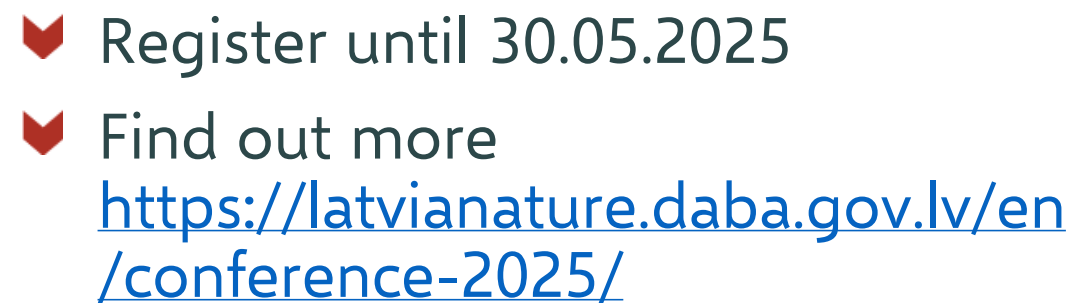 Register until 30.05.2025
Find out more
https://latvianature.daba.gov.lv/en
/conference-2025/